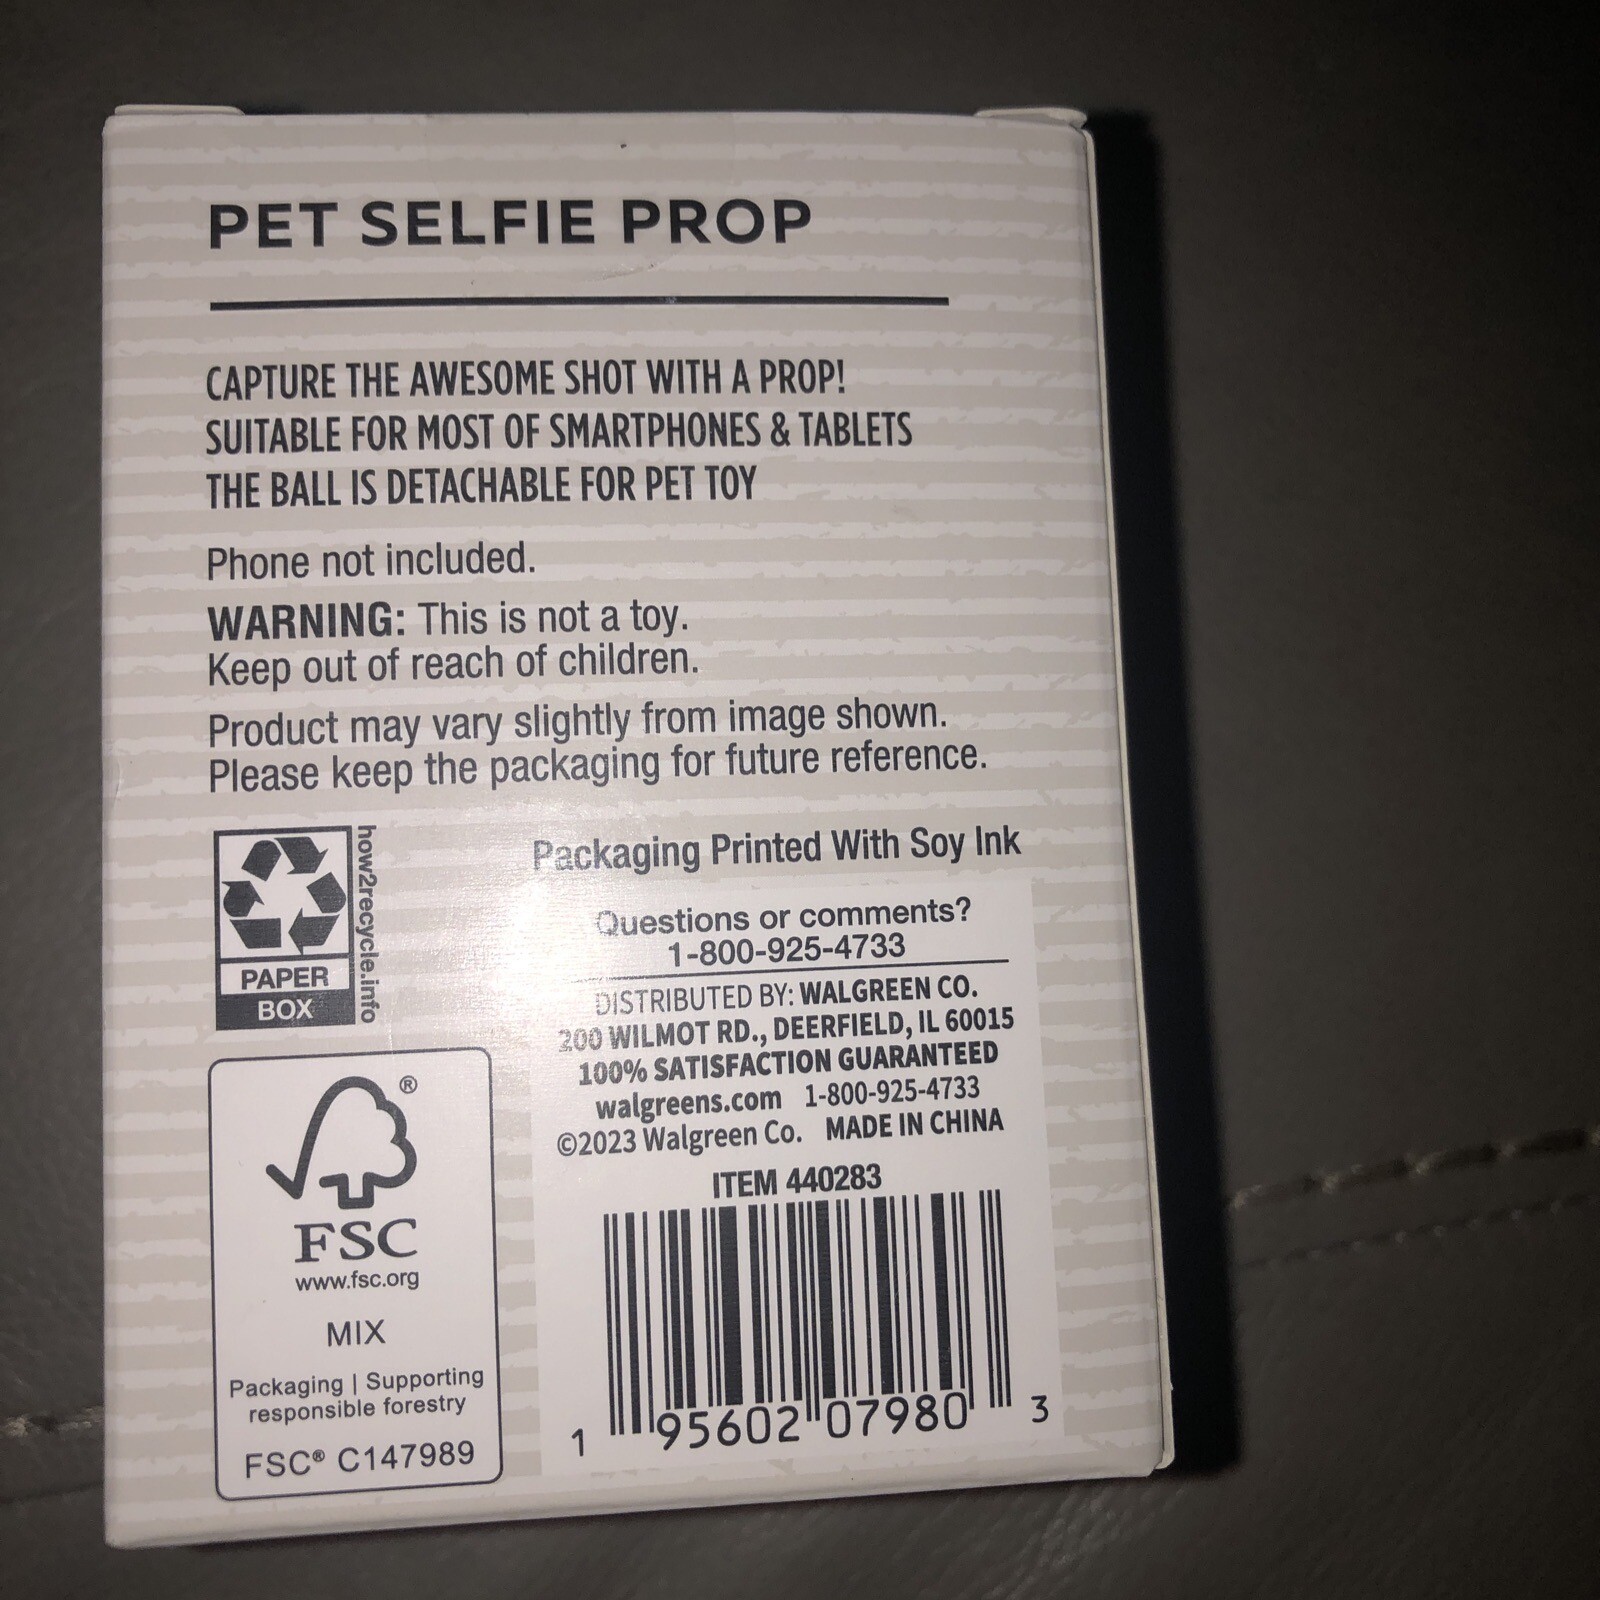 PET SELFIE PROP
CAPTURE THE AWESOME SHOT WITH A PROP!
SUITABLE FOR MOST OF SMARTPHONES & TABLETS
THE BALL IS DETACHABLE FOR PET TOY
Phone not included.
WARNING: This is not a toy.
Keep out of reach of children.
Product may vary slightly from image shown.
Please keep the packaging for future reference.
how2recycle.info
PAPER
BOX
Packaging Printed With Soy Ink
Questions or comments?
1-800-925-4733
DISTRIBUTED BY: WALGREEN CO.
200 WILMOT RD., DEERFIELD, IL 60015
100% SATISFACTION GUARANTEED
walgreens.com 1-800-925-4733
©2023 Walgreen Co. MADE IN CHINA
ITEM 440283
1 95602 07980 3
®
FSC
www.fsc.org
MIX
Packaging | Supporting
responsible forestry
FSC® C147989